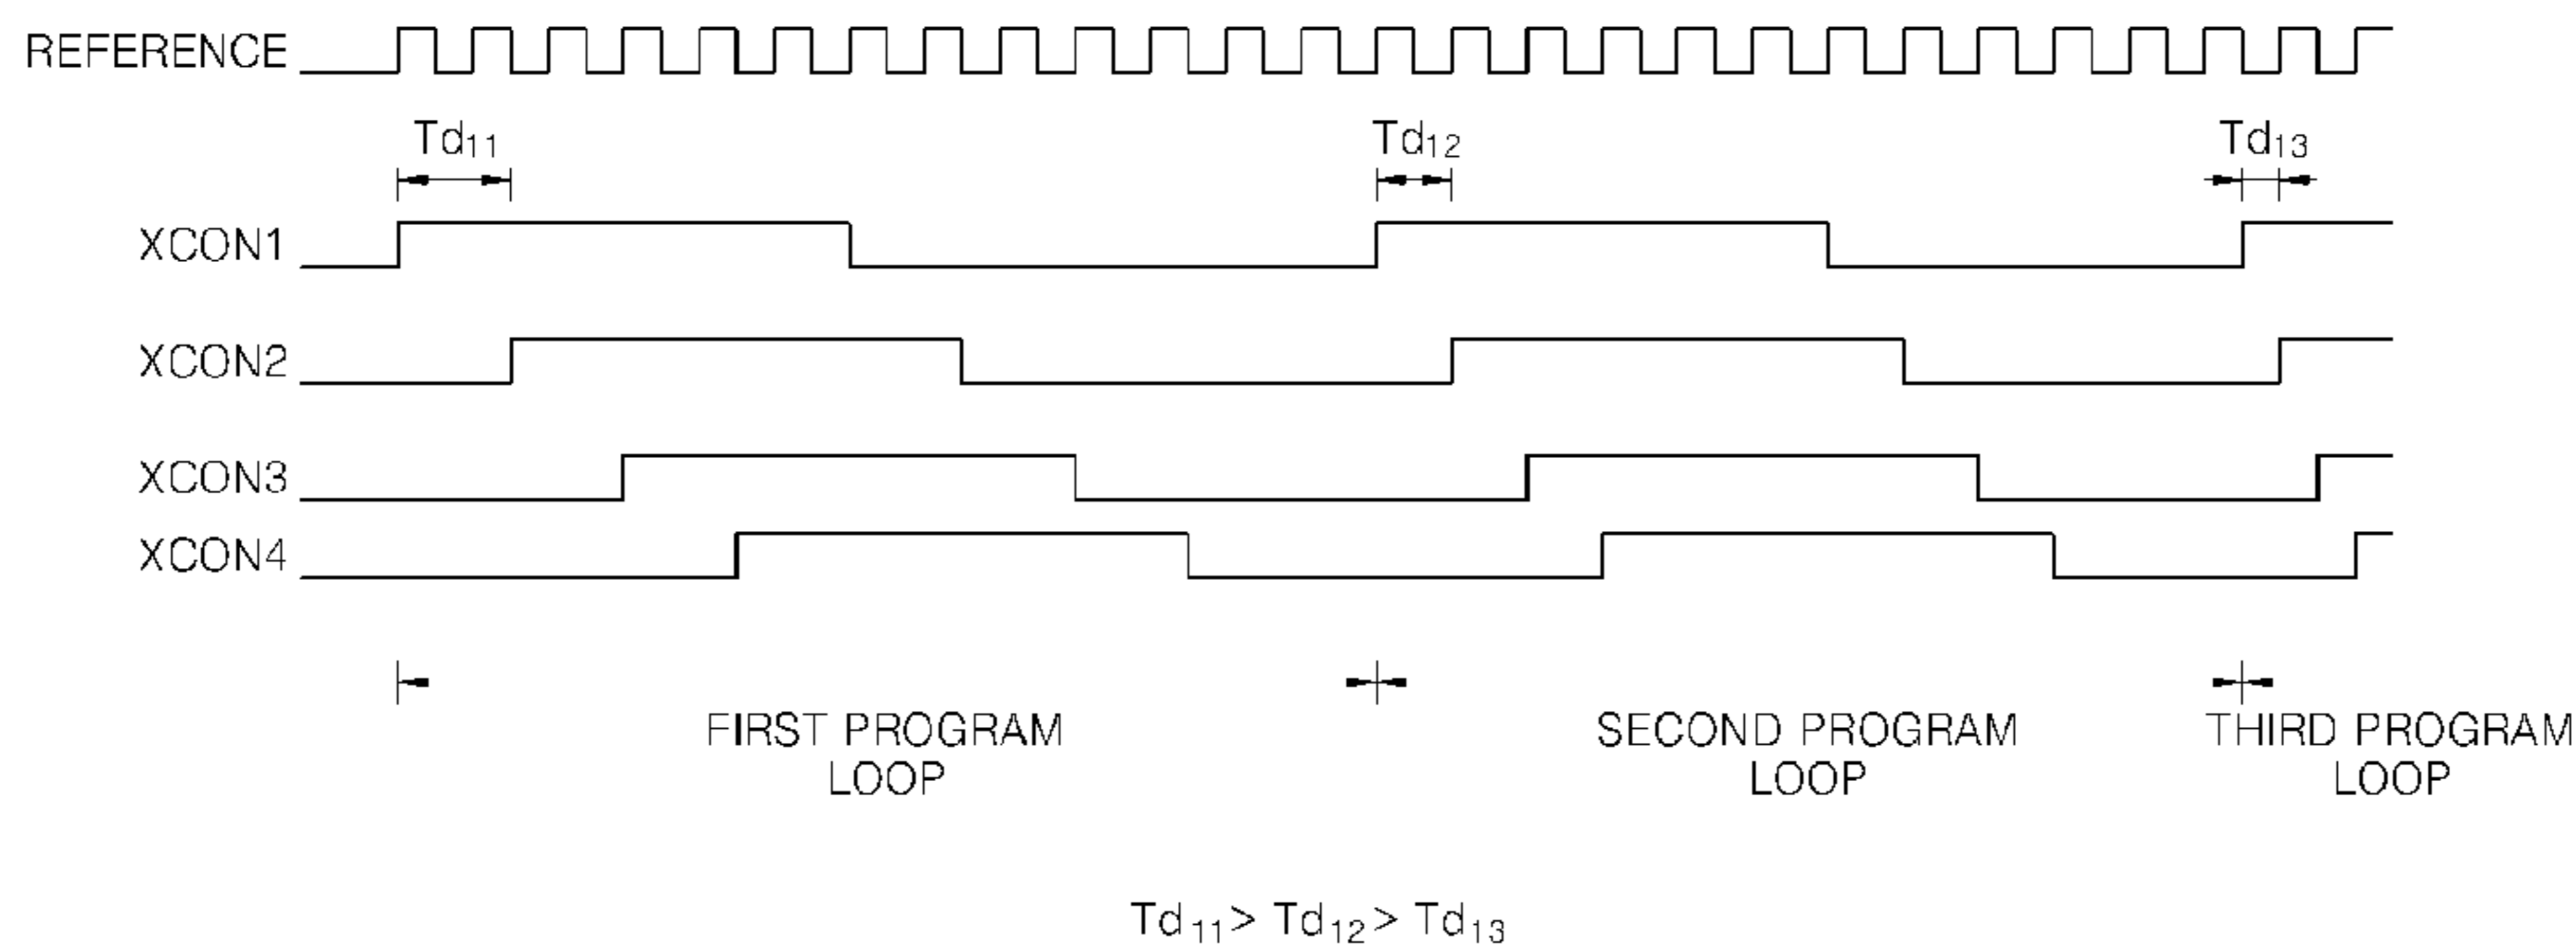 REFERENCE
Td11 Td12 Td13
XCON1
XCON2
XCON3
XCON4
FIRST PROGRAM
LOOP
SECOND PROGRAM
LOOP
THIRD PROGRAM
LOOP
Td11> Td12> Td13